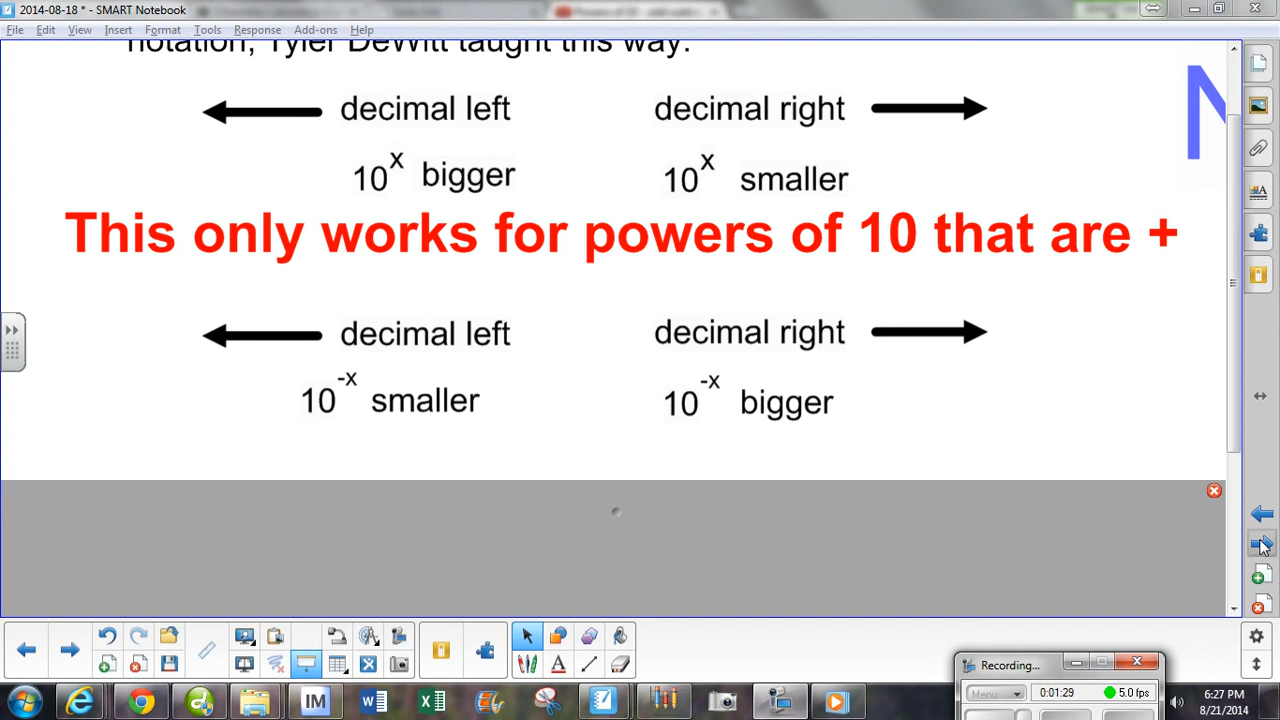 2014-08-18 * - SMART Notebook
File Edit View Insert Format Tools Response Add-ons Help
notation, Tyler DeWitt taught this way.
decimal left decimal right
10^x bigger 10^x smaller
This only works for powers of 10 that are +
decimal left decimal right
10^-x smaller 10^-x bigger
Recording...
Menu 0:01:29 5.0 fps
6:27 PM
8/21/2014